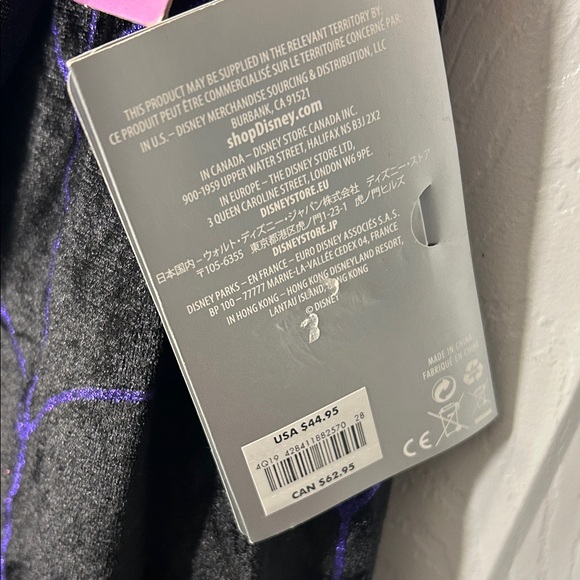 THIS PRODUCT MAY BE SUPPLIED IN THE RELEVANT TERRITORY BY:
CE PRODUIT PEUT ÊTRE COMMERCIALISÉ SUR LE TERRITOIRE CONCERNÉ PAR:
IN U.S. – DISNEY MERCHANDISE SOURCING & DISTRIBUTION, LLC
BURBANK, CA 91521
shopDisney.com
IN CANADA – DISNEY STORE CANADA INC.
900-1959 UPPER WATER STREET, HALIFAX NS B3J 2X2
IN EUROPE – THE DISNEY STORE LTD,
3 QUEEN CAROLINE STREET, LONDON W6 9PE.
DISNEYSTORE.EU
日本国内 – ウォルト・ディズニー・ジャパン株式会社 ディズニーストア
〒105-6355 東京都港区虎ノ門1-23-1 虎ノ門ヒルズ
DISNEYSTORE.JP
DISNEY PARKS – EN FRANCE – EURO DISNEY ASSOCIÉS S.A.S.
BP 100 – 77777 MARNE-LA-VALLÉE CEDEX 04, FRANCE
IN HONG KONG – HONG KONG DISNEYLAND RESORT,
LANTAU ISLAND, HONG KONG
© DISNEY
MADE IN CHINA
FABRIQUÉ EN CHINE
CE
USA $44.95
4Q19 428411882570 28
CAN $62.95